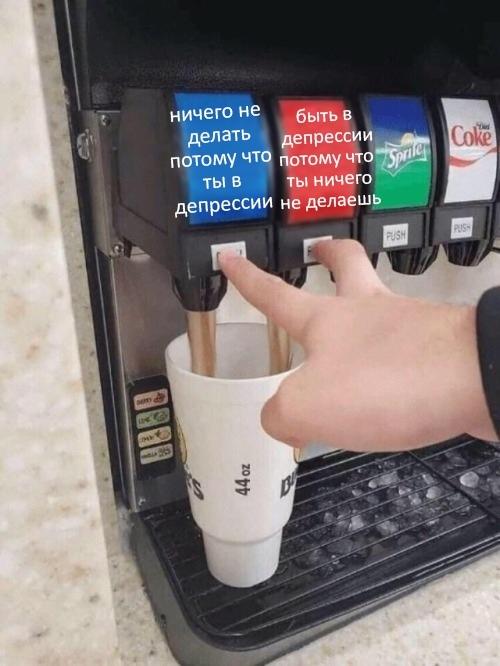 ничего не
делать
потому что
ты в
депрессии
быть в
депрессии
потому что
ты ничего
не делаешь
Sprite
Diet
Coke
PUSH
PUSH
44 oz